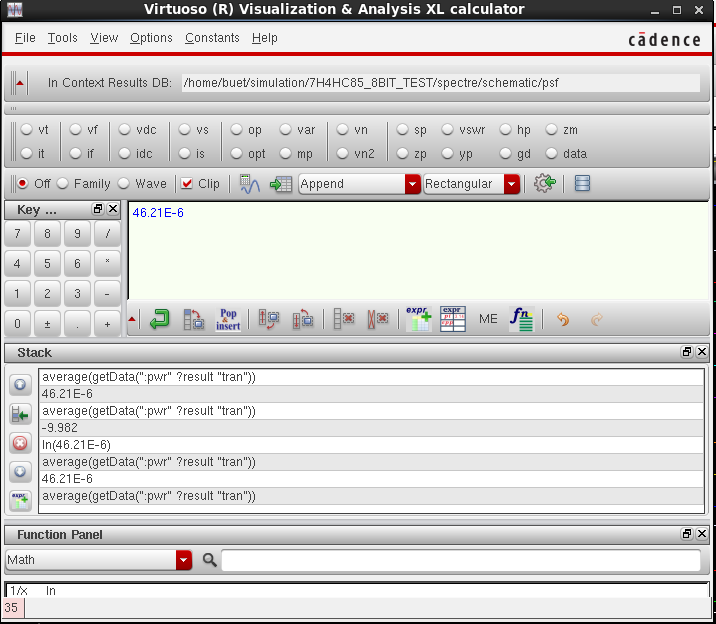 Virtuoso (R) Visualization & Analysis XL calculator
File Tools View Options Constants Help
cādence
In Context Results DB: /home/buet/simulation/7H4HC85_8BIT_TEST/spectre/schematic/psf
vt vf vdc vs op var vn sp vswr hp zm
it if idc is opt mp vn2 zp yp gd data
Off Family Wave Clip Append Rectangular
Key ...
7 8 9 /
4 5 6 *
1 2 3 -
0 ± . +
46.21E-6
Pop & insert
expr
expr
ME
fn
Stack
average(getData(":pwr" ?result "tran"))
46.21E-6
average(getData(":pwr" ?result "tran"))
-9.982
ln(46.21E-6)
average(getData(":pwr" ?result "tran"))
46.21E-6
average(getData(":pwr" ?result "tran"))
expr
Function Panel
Math
1/x ln
35